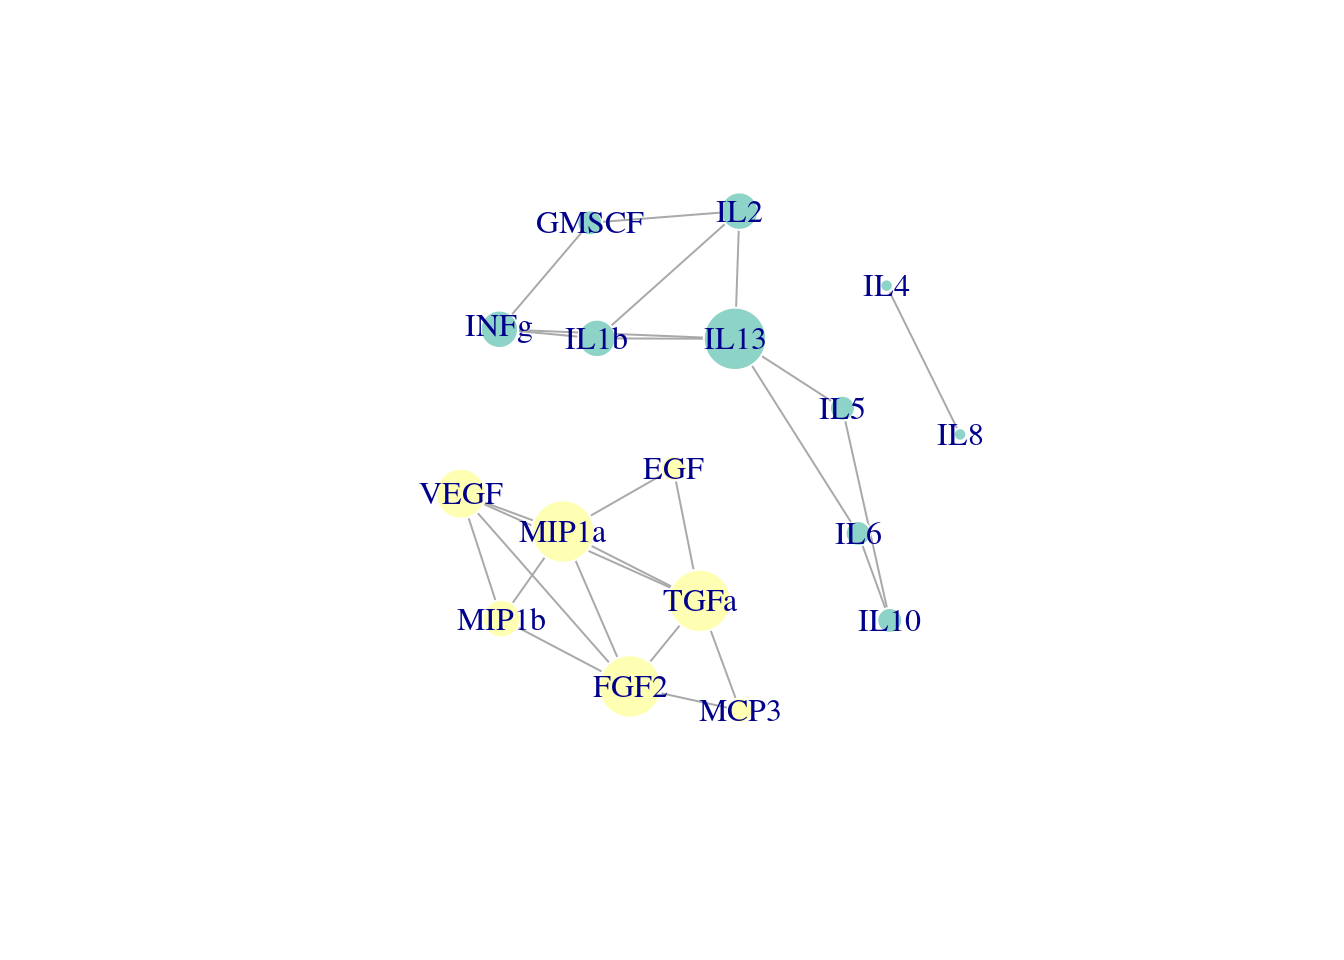 GMSCF
IL2
IL4
INFg
IL1b
IL13
IL5
IL8
EGF
VEGF
MIP1a
IL6
TGFa
MIP1b
IL10
FGF2
MCP3